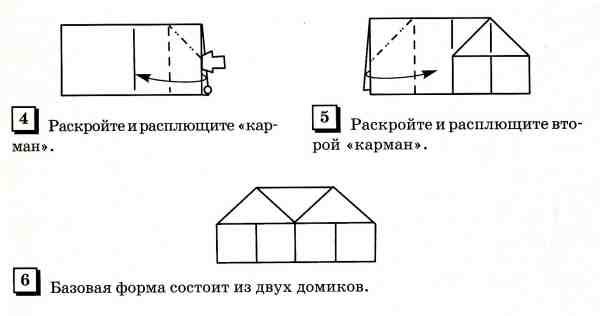 4 Раскройте и расплющите «кар-
ман».
5 Раскройте и расплющите вто-
рой «карман».
6 Базовая форма состоит из двух домиков.